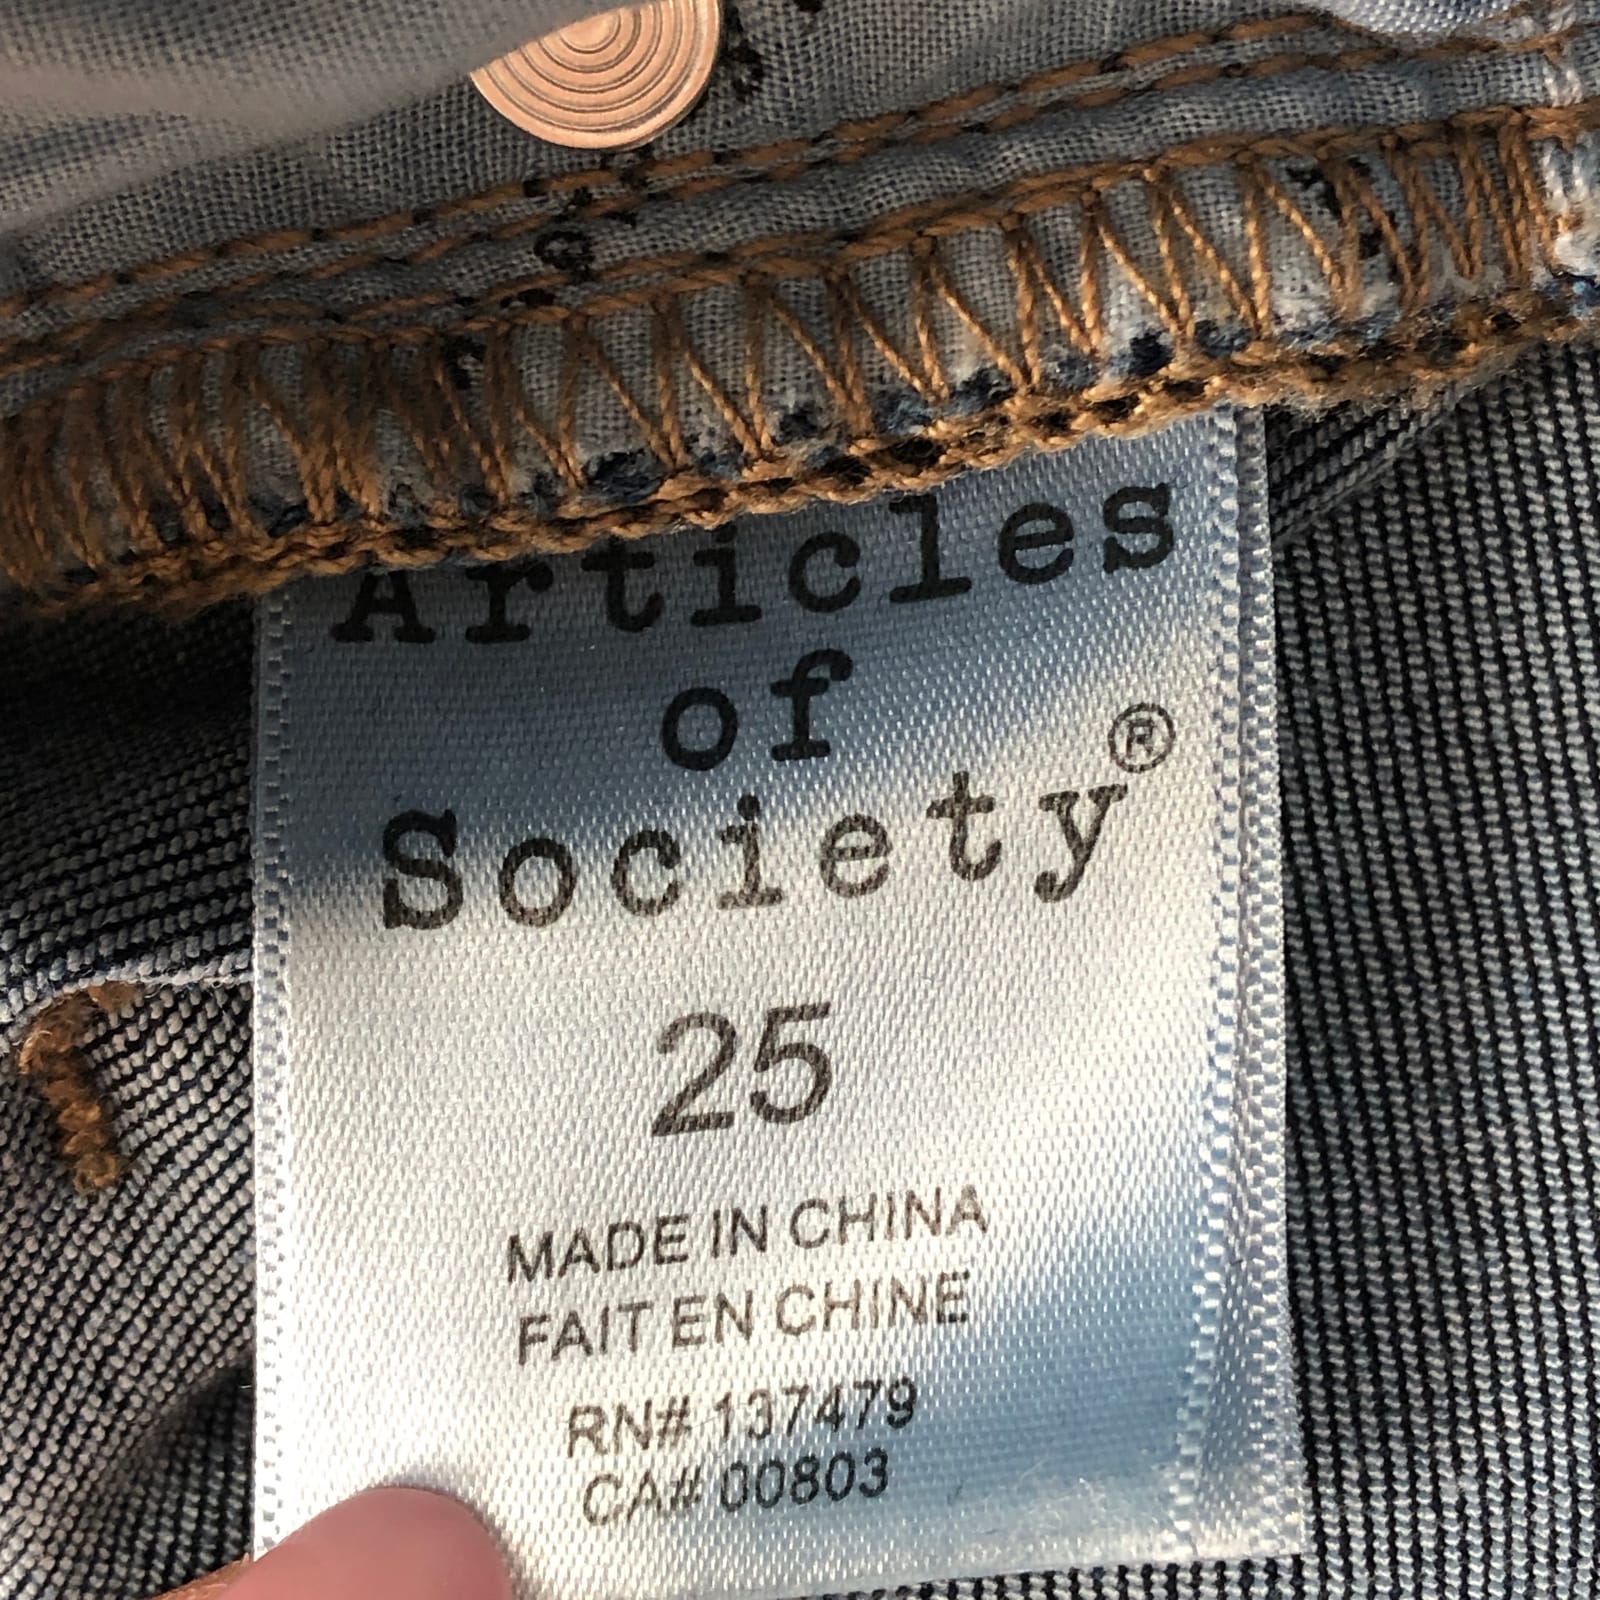 Articles
of
Society®
25
MADE IN CHINA
FAIT EN CHINE
RN# 137479
CA# 00803